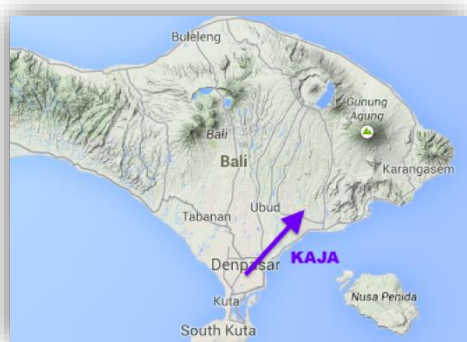 Buleleng
Gunung
Agung
Bali
Bali
Karangasem
Tabanan
Ubud
KAJA
Denpasar
Kuta
Nusa Penida
South Kuta